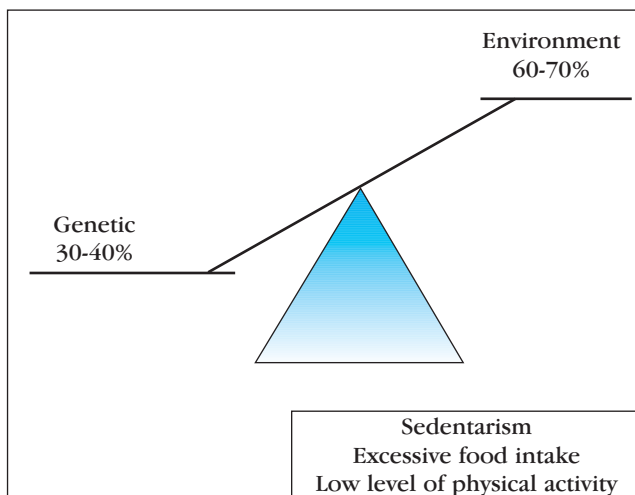 Environment
60-70%
Genetic
30-40%
Sedentarism
Excessive food intake
Low level of physical activity